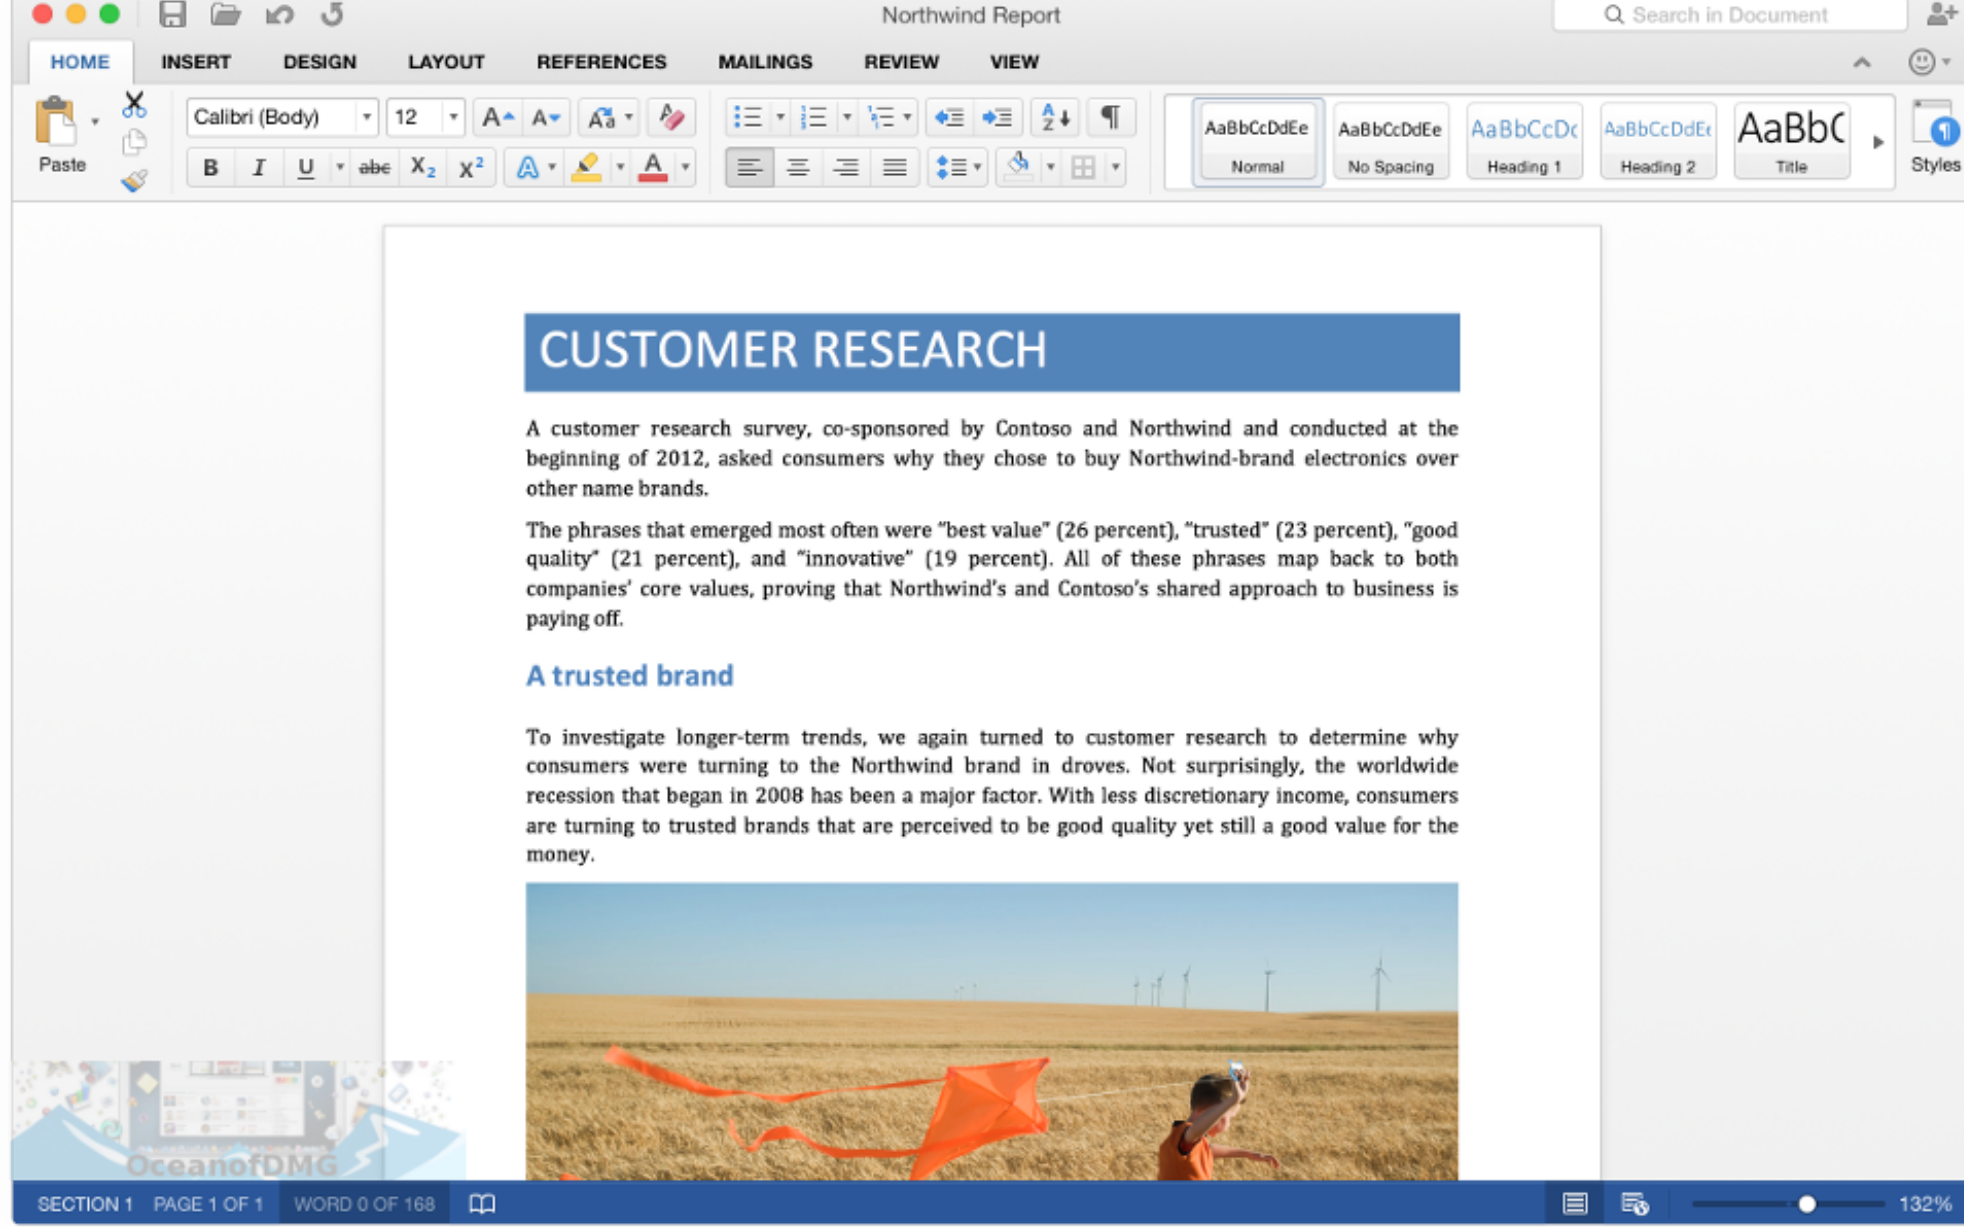 Northwind Report
Search in Document
HOME INSERT DESIGN LAYOUT REFERENCES MAILINGS REVIEW VIEW
Paste
Calibri (Body) 12
B I U abc X2 X2 A A
AaBbCcDdEe Normal
AaBbCcDdEe No Spacing
AaBbCcDc Heading 1
AaBbCcDdEe Heading 2
AaBbC Title
Styles
CUSTOMER RESEARCH
A customer research survey, co-sponsored by Contoso and Northwind and conducted at the
beginning of 2012, asked consumers why they chose to buy Northwind-brand electronics over
other name brands.
The phrases that emerged most often were “best value” (26 percent), “trusted” (23 percent), “good
quality” (21 percent), and “innovative” (19 percent). All of these phrases map back to both
companies’ core values, proving that Northwind’s and Contoso’s shared approach to business is
paying off.
A trusted brand
To investigate longer-term trends, we again turned to customer research to determine why
consumers were turning to the Northwind brand in droves. Not surprisingly, the worldwide
recession that began in 2008 has been a major factor. With less discretionary income, consumers
are turning to trusted brands that are perceived to be good quality yet still a good value for the
money.
OceanofDMG
SECTION 1 PAGE 1 OF 1 WORD 0 OF 168
132%